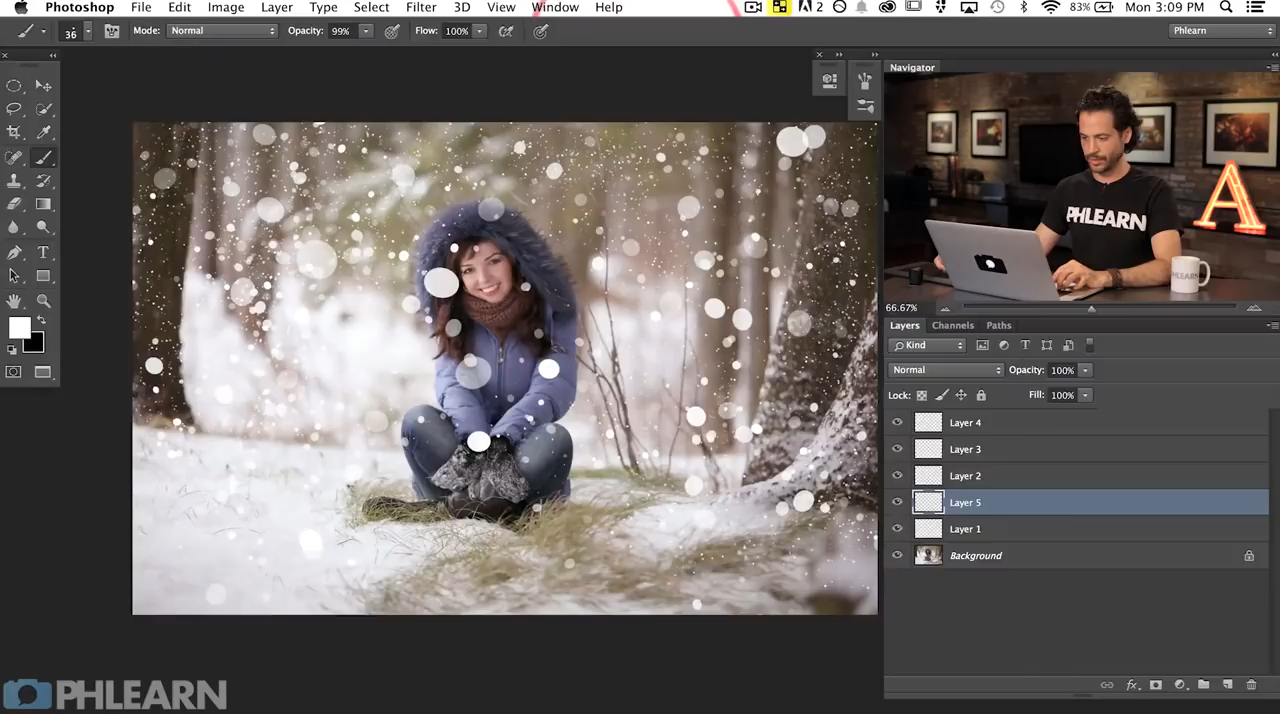 Photoshop File Edit Image Layer Type Select Filter 3D View Window Help 2 83% Mon 3:09 PM
36 Mode: Normal Opacity: 99% Flow: 100% Phlearn
Navigator
PHLEARN
A
PHLEARN
66.67%
Layers Channels Paths
Kind T
Normal Opacity: 100%
Lock: Fill: 100%
Layer 4
Layer 3
Layer 2
Layer 5
Layer 1
Background
fx
T
PHLEARN